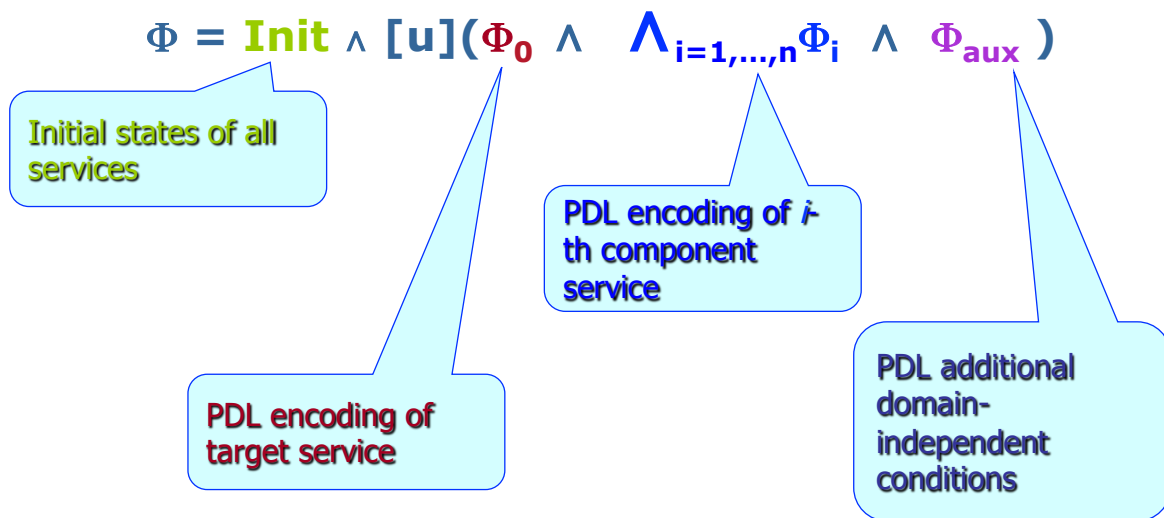 Φ = Init ∧ [u](Φ₀ ∧ ∧ᵢ₌₁,...,ₙΦᵢ ∧ Φaux )
Initial states of all
services
PDL encoding of i-
th component
service
PDL encoding of
target service
PDL additional
domain-
independent
conditions